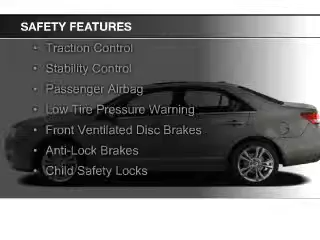 SAFETY FEATURES
• Traction Control
• Stability Control
• Passenger Airbag
• Low Tire Pressure Warning
• Front Ventilated Disc Brakes
• Anti-Lock Brakes
• Child Safety Locks